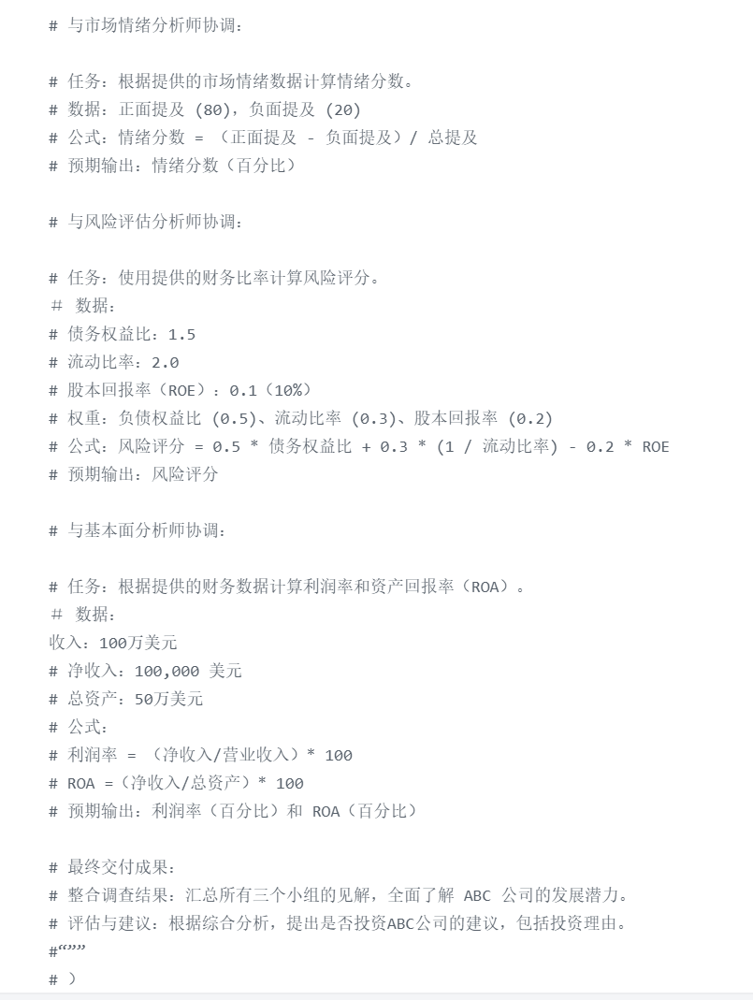 # 与市场情绪分析师协调：
# 任务：根据提供的市场情绪数据计算情绪分数。
# 数据：正面提及 (80)，负面提及 (20)
# 公式：情绪分数 = （正面提及 - 负面提及）/ 总提及
# 预期输出：情绪分数（百分比）
# 与风险评估分析师协调：
# 任务：使用提供的财务比率计算风险评分。
＃ 数据：
# 债务权益比：1.5
# 流动比率：2.0
# 股本回报率（ROE）：0.1（10%）
# 权重：负债权益比 (0.5)、流动比率 (0.3)、股本回报率 (0.2)
# 公式：风险评分 = 0.5 * 债务权益比 + 0.3 * (1 / 流动比率) - 0.2 * ROE
# 预期输出：风险评分
# 与基本面分析师协调：
# 任务：根据提供的财务数据计算利润率和资产回报率（ROA）。
＃ 数据：
收入：100万美元
# 净收入：100,000 美元
# 总资产：50万美元
# 公式：
# 利润率 = （净收入/营业收入）* 100
# ROA =（净收入/总资产）* 100
# 预期输出：利润率（百分比）和 ROA（百分比）
# 最终交付成果：
# 整合调查结果：汇总所有三个小组的见解，全面了解 ABC 公司的发展潜力。
# 评估与建议：根据综合分析，提出是否投资ABC公司的建议，包括投资理由。
#“””
# ）